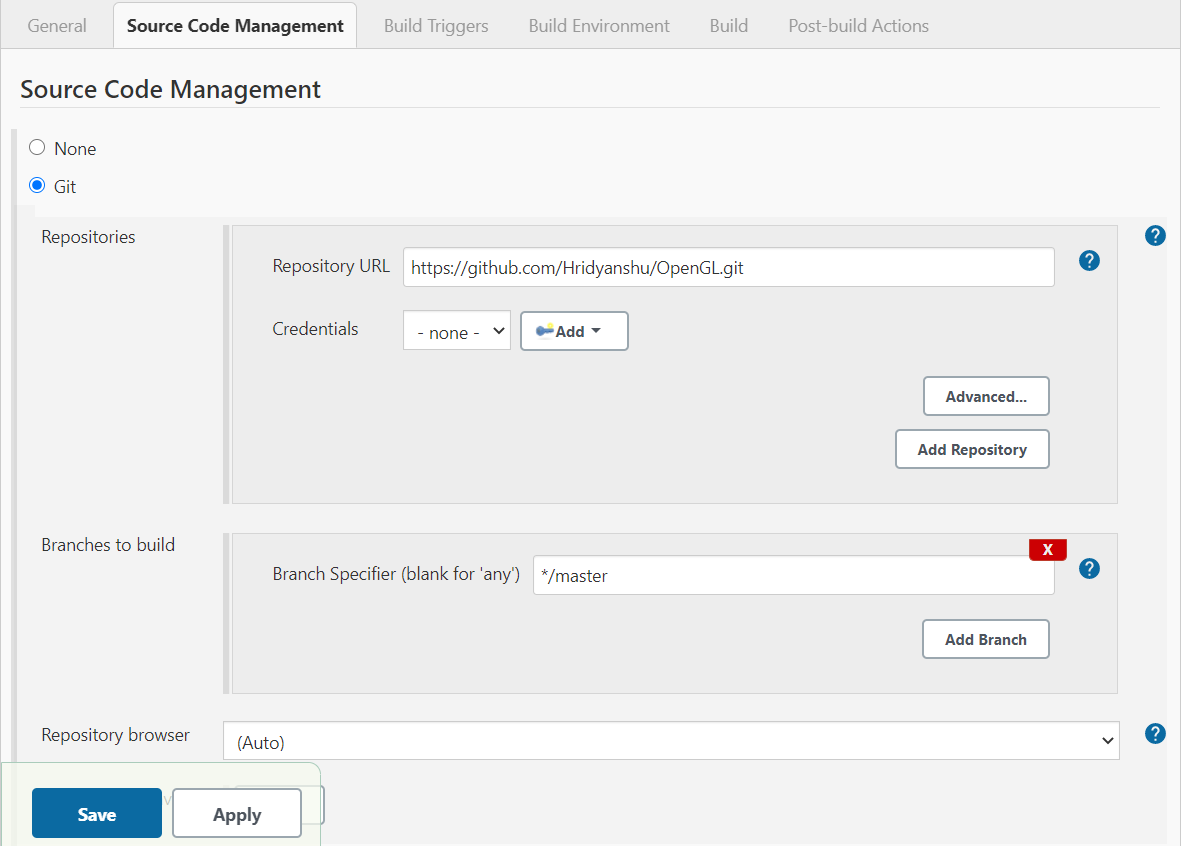 General Source Code Management Build Triggers Build Environment Build Post-build Actions
Source Code Management
None
Git
Repositories
?
Repository URL https://github.com/Hridyanshu/OpenGL.git ?
Credentials - none - Add
Advanced...
Add Repository
Branches to build
X
Branch Specifier (blank for 'any') */master ?
Add Branch
Repository browser (Auto) ?
Save Apply